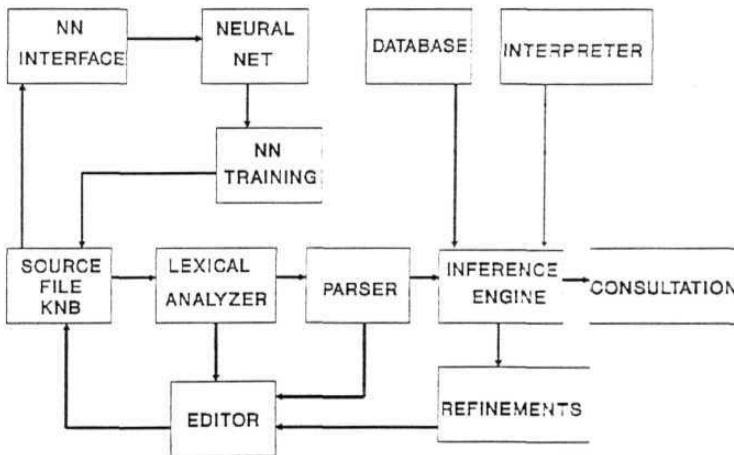 NN
INTERFACE
NEURAL
NET
DATABASE
INTERPRETER
NN
TRAINING
SOURCE
FILE
KNB
LEXICAL
ANALYZER
PARSER
INFERENCE
ENGINE
CONSULTATION
EDITOR
REFINEMENTS